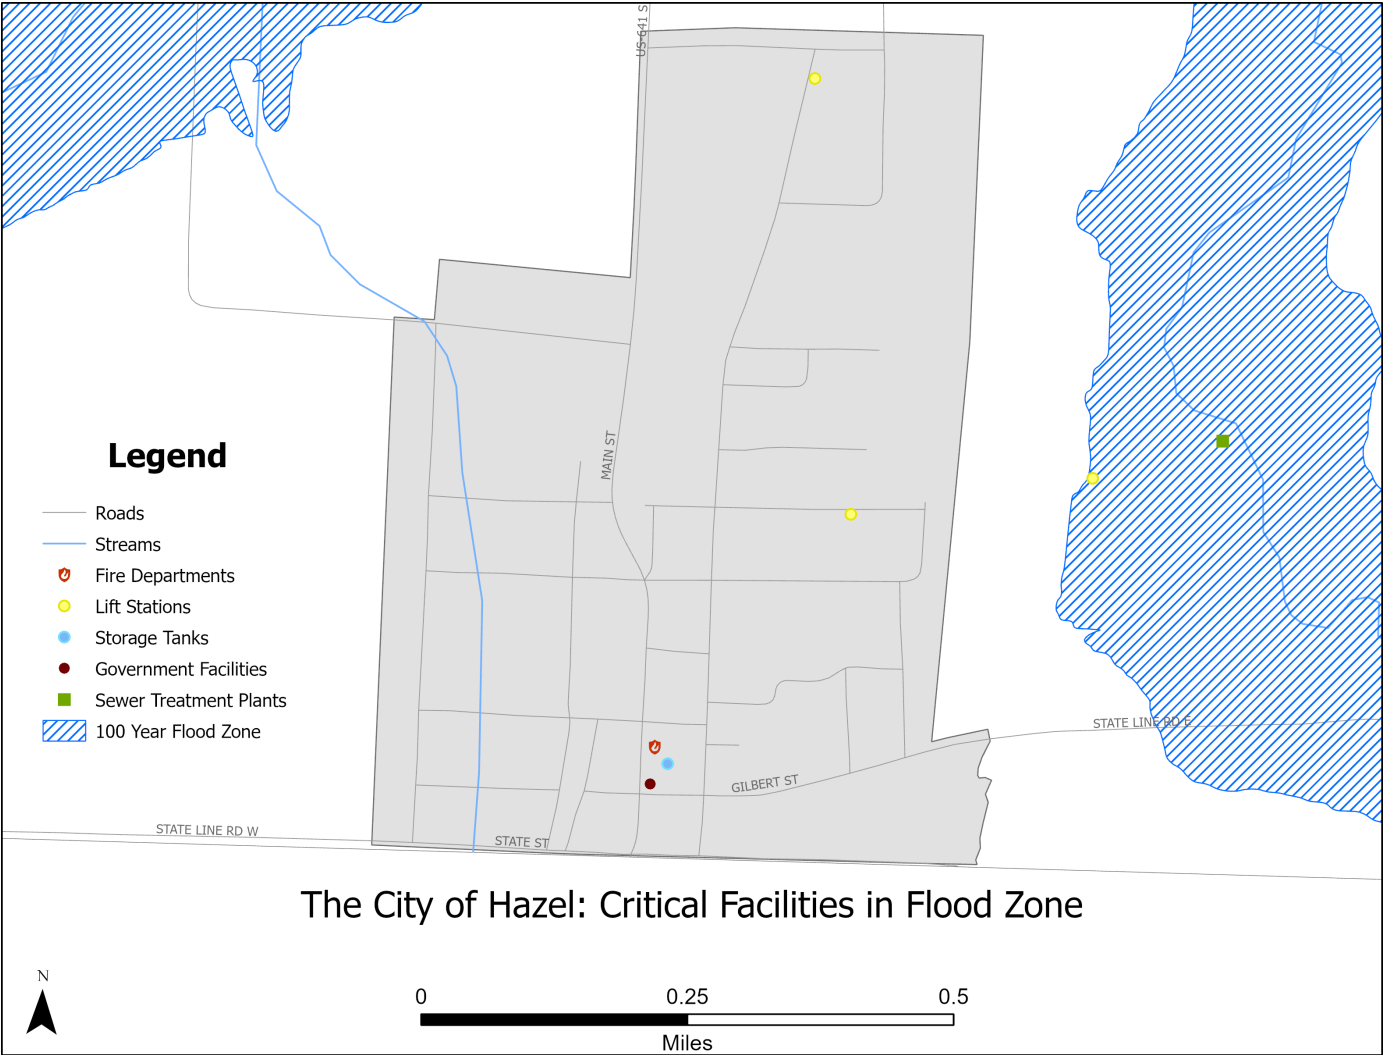 US-641 S
MAIN ST
Legend
Roads
Streams
Fire Departments
Lift Stations
Storage Tanks
Government Facilities
Sewer Treatment Plants
100 Year Flood Zone
STATE LINE RD E
GILBERT ST
STATE LINE RD W
STATE ST
The City of Hazel: Critical Facilities in Flood Zone
N
0 0.25 0.5
Miles